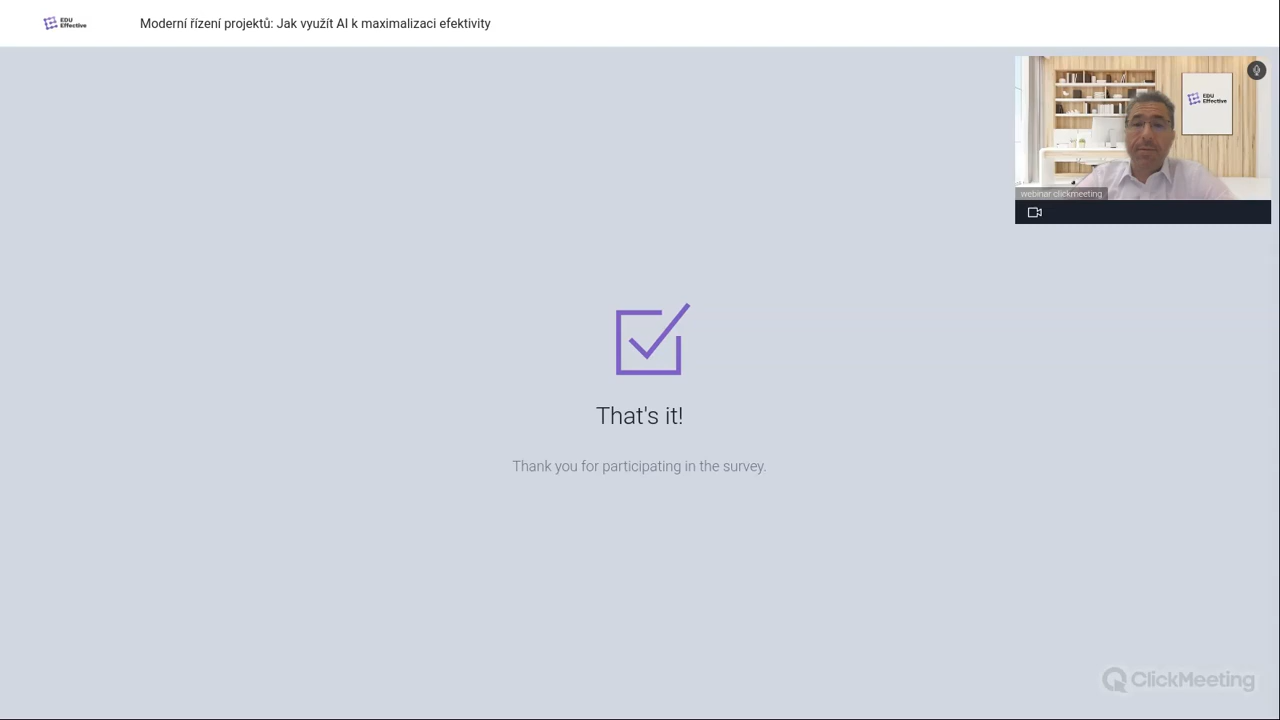 EDU
Effective
Moderní řízení projektů: Jak využít AI k maximalizaci efektivity
EDU
Effective
webinar clickmeeting
That's it!
Thank you for participating in the survey.
ClickMeeting